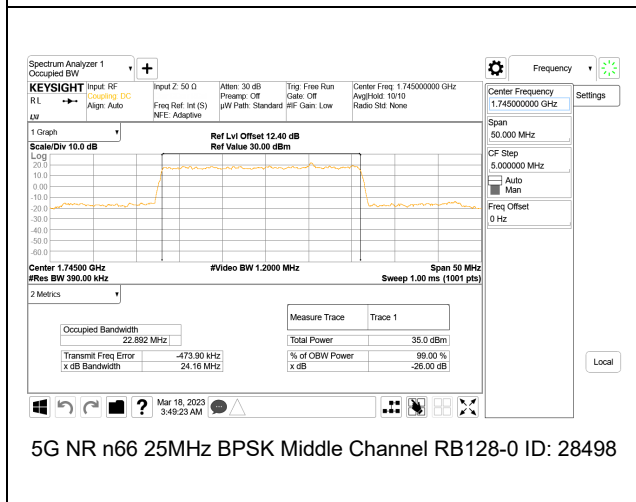 Spectrum Analyzer 1
Occupied BW
Frequency
KEYSIGHT
RL
LXI
Input: RF
Coupling: DC
Align: Auto
Input Z: 50 Ω
Freq Ref: Int (S)
NFE: Adaptive
Atten: 30 dB
Preamp: Off
µW Path: Standard
Trig: Free Run
Gate: Off
#IF Gain: Low
Center Freq: 1.745000000 GHz
Avg|Hold: 10/10
Radio Std: None
Center Frequency
1.745000000 GHz
Settings
Span
50.000 MHz
CF Step
5.000000 MHz
Auto
Man
Freq Offset
0 Hz
Local
1 Graph
Scale/Div 10.0 dB
Ref Lvl Offset 12.40 dB
Ref Value 30.00 dBm
Log
20.0
10.0
0.00
-10.0
-20.0
-30.0
-40.0
-50.0
-60.0
Center 1.74500 GHz
#Video BW 1.2000 MHz
Span 50 MHz
#Res BW 390.00 kHz
Sweep 1.00 ms (1001 pts)
2 Metrics
Measure Trace Trace 1
Occupied Bandwidth
22.892 MHz
Total Power 35.0 dBm
Transmit Freq Error -473.90 kHz
% of OBW Power 99.00 %
x dB Bandwidth 24.16 MHz
x dB -26.00 dB
?
Mar 18, 2023
3:49:23 AM
5G NR n66 25MHz BPSK Middle Channel RB128-0 ID: 28498